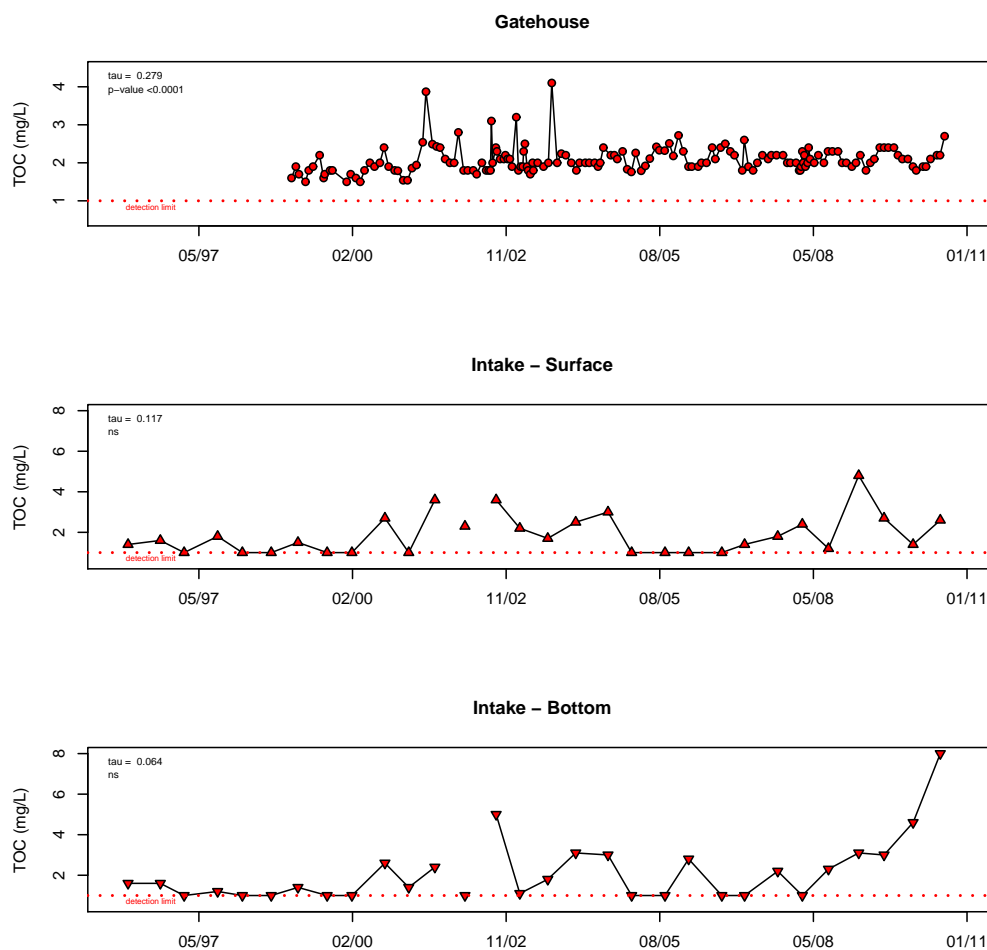 Gatehouse
tau = 0.279
p-value <0.0001
TOC (mg/L)
4
3
2
1
detection limit
05/97 02/00 11/02 08/05 05/08 01/11
Intake – Surface
tau = 0.117
ns
TOC (mg/L)
8
6
4
2
detection limit
05/97 02/00 11/02 08/05 05/08 01/11
Intake – Bottom
tau = 0.064
ns
TOC (mg/L)
8
6
4
2
detection limit
05/97 02/00 11/02 08/05 05/08 01/11